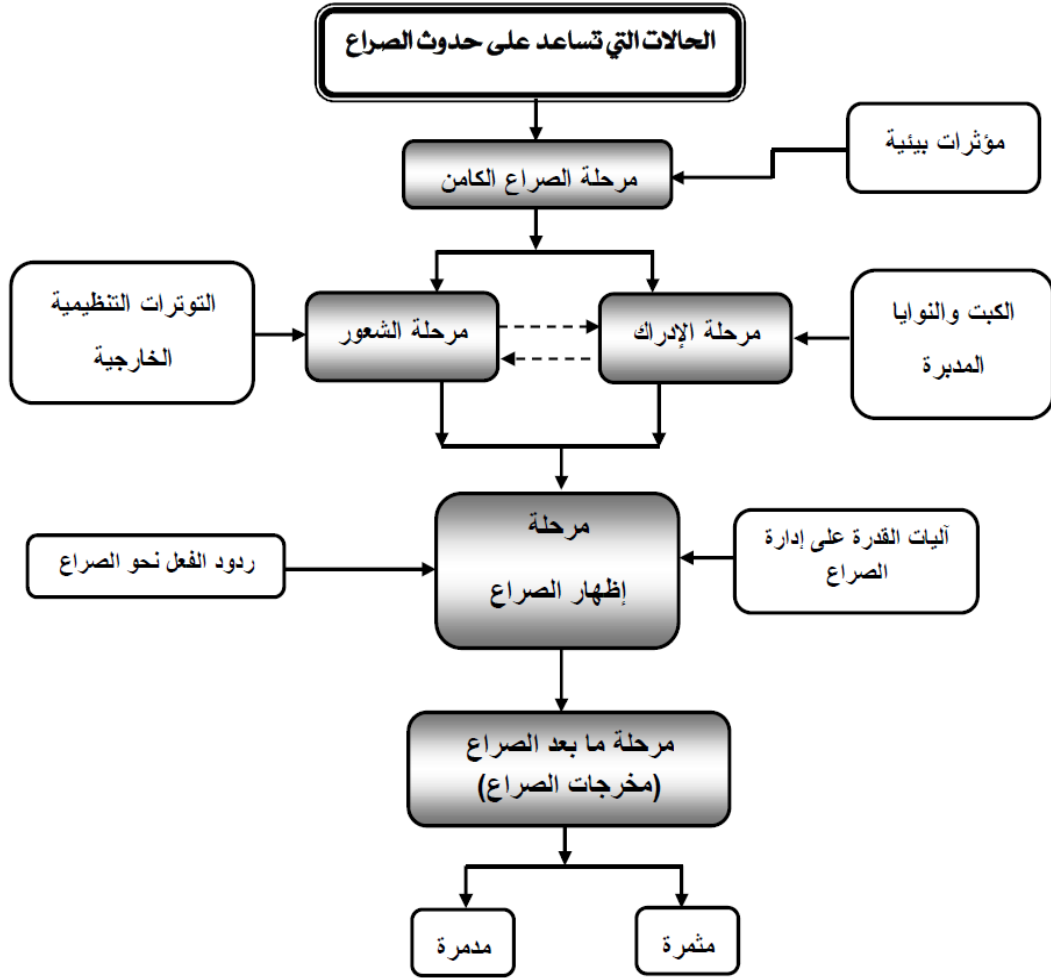 الحالات التي تساعد على حدوث الصراع
مؤثرات بيئية
مرحلة الصراع الكامن
الكبت والنوايا
المدبرة
مرحلة الإدراك
مرحلة الشعور
التوترات التنظيمية
الخارجية
آليات القدرة على إدارة
الصراع
مرحلة
إظهار الصراع
ردود الفعل نحو الصراع
مرحلة ما بعد الصراع
(مخرجات الصراع)
مثمرة
مدمرة